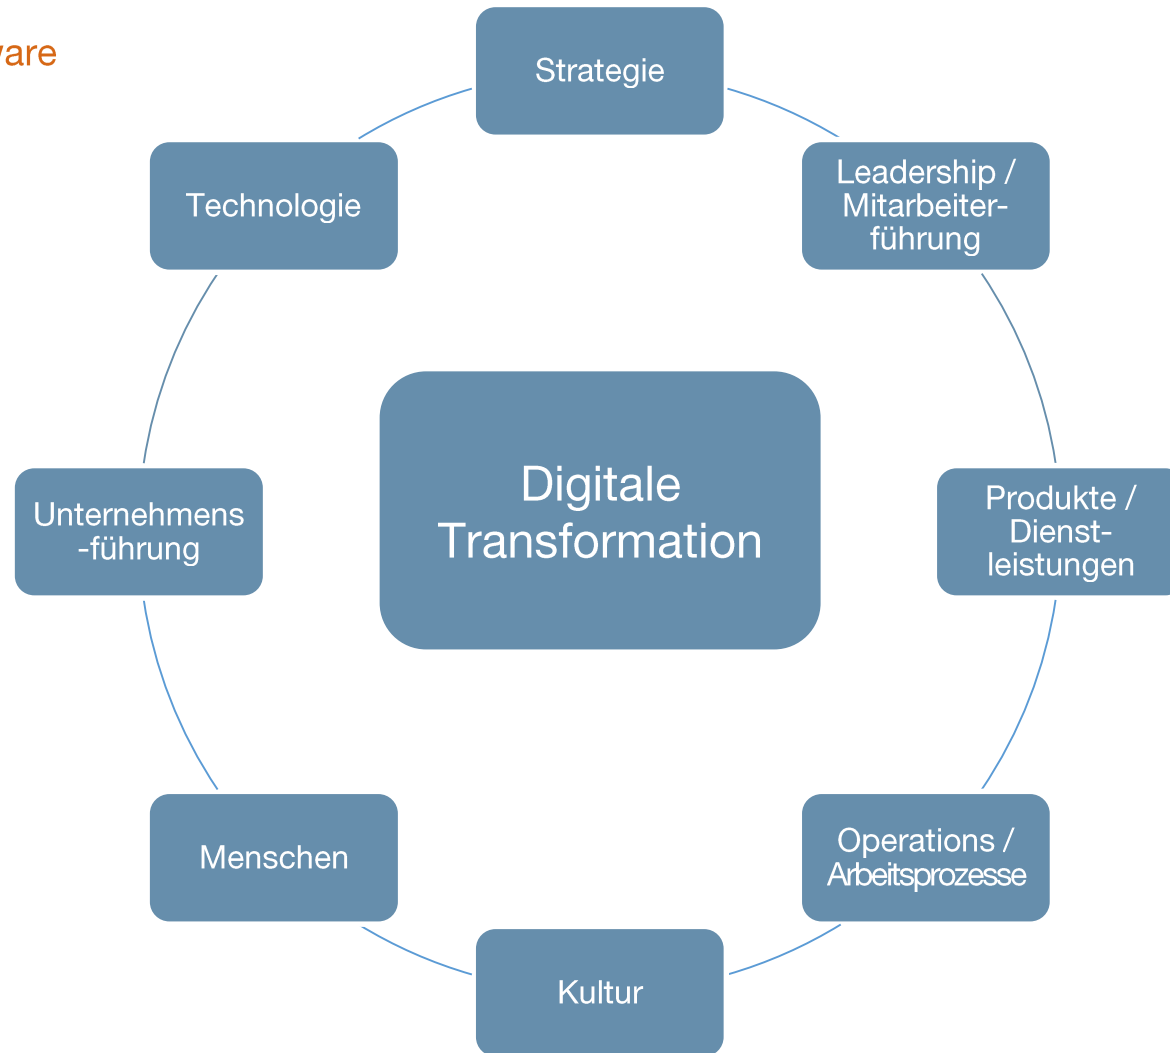 Strategie
Leadership /
Mitarbeiter-
führung
Technologie
Digitale
Transformation
Unternehmens
-führung
Produkte /
Dienst-
leistungen
Menschen
Operations /
Arbeitsprozesse
Kultur